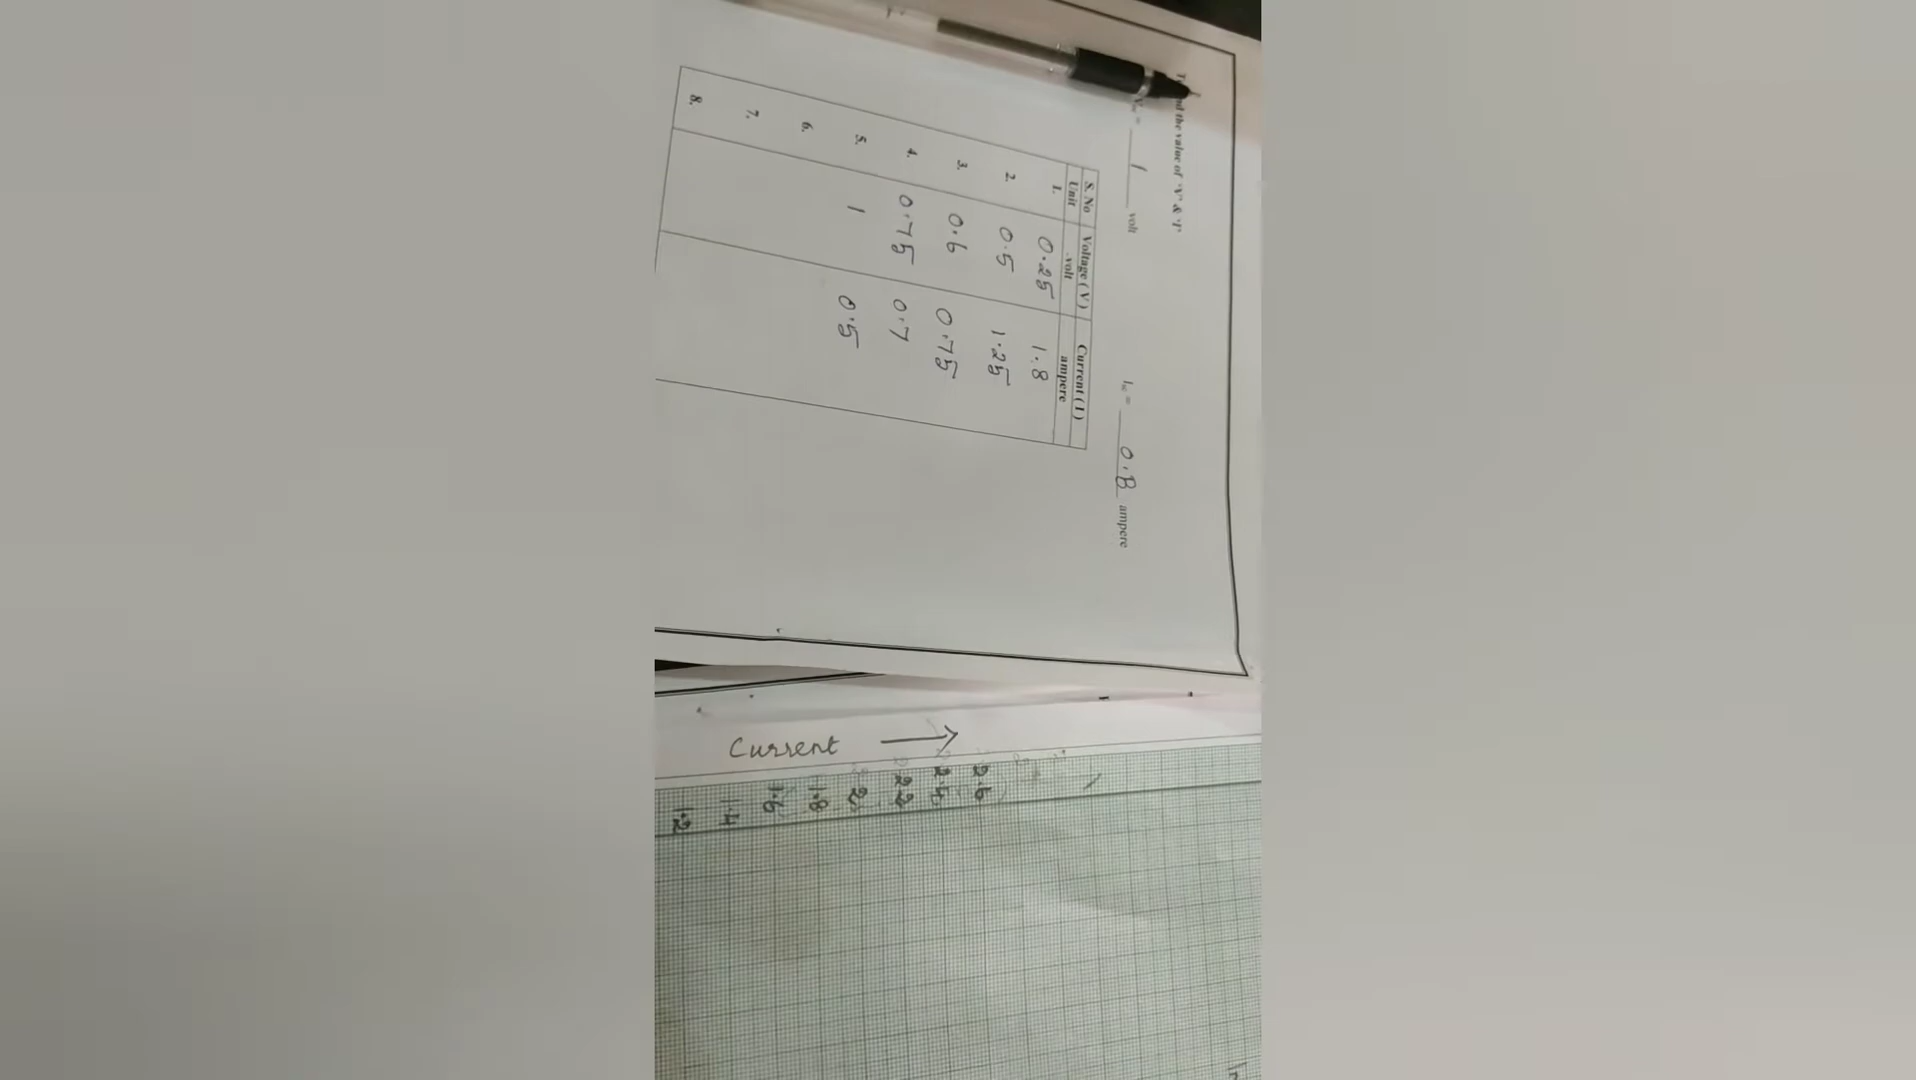 the value of 'V' & 'I'
= 1 volt
= 0.8 ampere
S. No Voltage ( V ) Current ( I )
Unit volt ampere
1. 0.25 1.8
2. 0.5 1.25
3. 0.6 0.75
4. 0.75 0.7
5. 1 0.5
6.
7.
8.
Current →
2.6
2.4
2.2
2
1.8
1.6
1.4
1.2